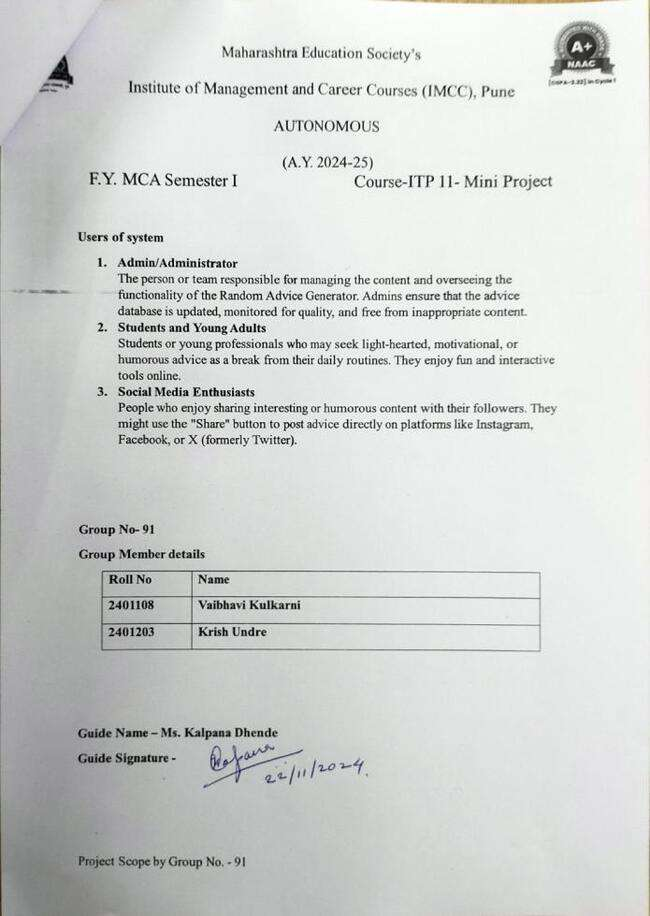 Maharashtra Education Society's
A+
NAAC
Institute of Management and Career Courses (IMCC), Pune
AUTONOMOUS
(A.Y. 2024-25)
F.Y. MCA Semester I Course-ITP 11- Mini Project
Users of system
1. Admin/Administrator
The person or team responsible for managing the content and overseeing the
functionality of the Random Advice Generator. Admins ensure that the advice
database is updated, monitored for quality, and free from inappropriate content.
2. Students and Young Adults
Students or young professionals who may seek light-hearted, motivational, or
humorous advice as a break from their daily routines. They enjoy fun and interactive
tools online.
3. Social Media Enthusiasts
People who enjoy sharing interesting or humorous content with their followers. They
might use the "Share" button to post advice directly on platforms like Instagram,
Facebook, or X (formerly Twitter).
Group No- 91
Group Member details
Roll No Name
2401108 Vaibhavi Kulkarni
2401203 Krish Undre
Guide Name – Ms. Kalpana Dhende
Guide Signature -
22/11/2024.
Project Scope by Group No. - 91